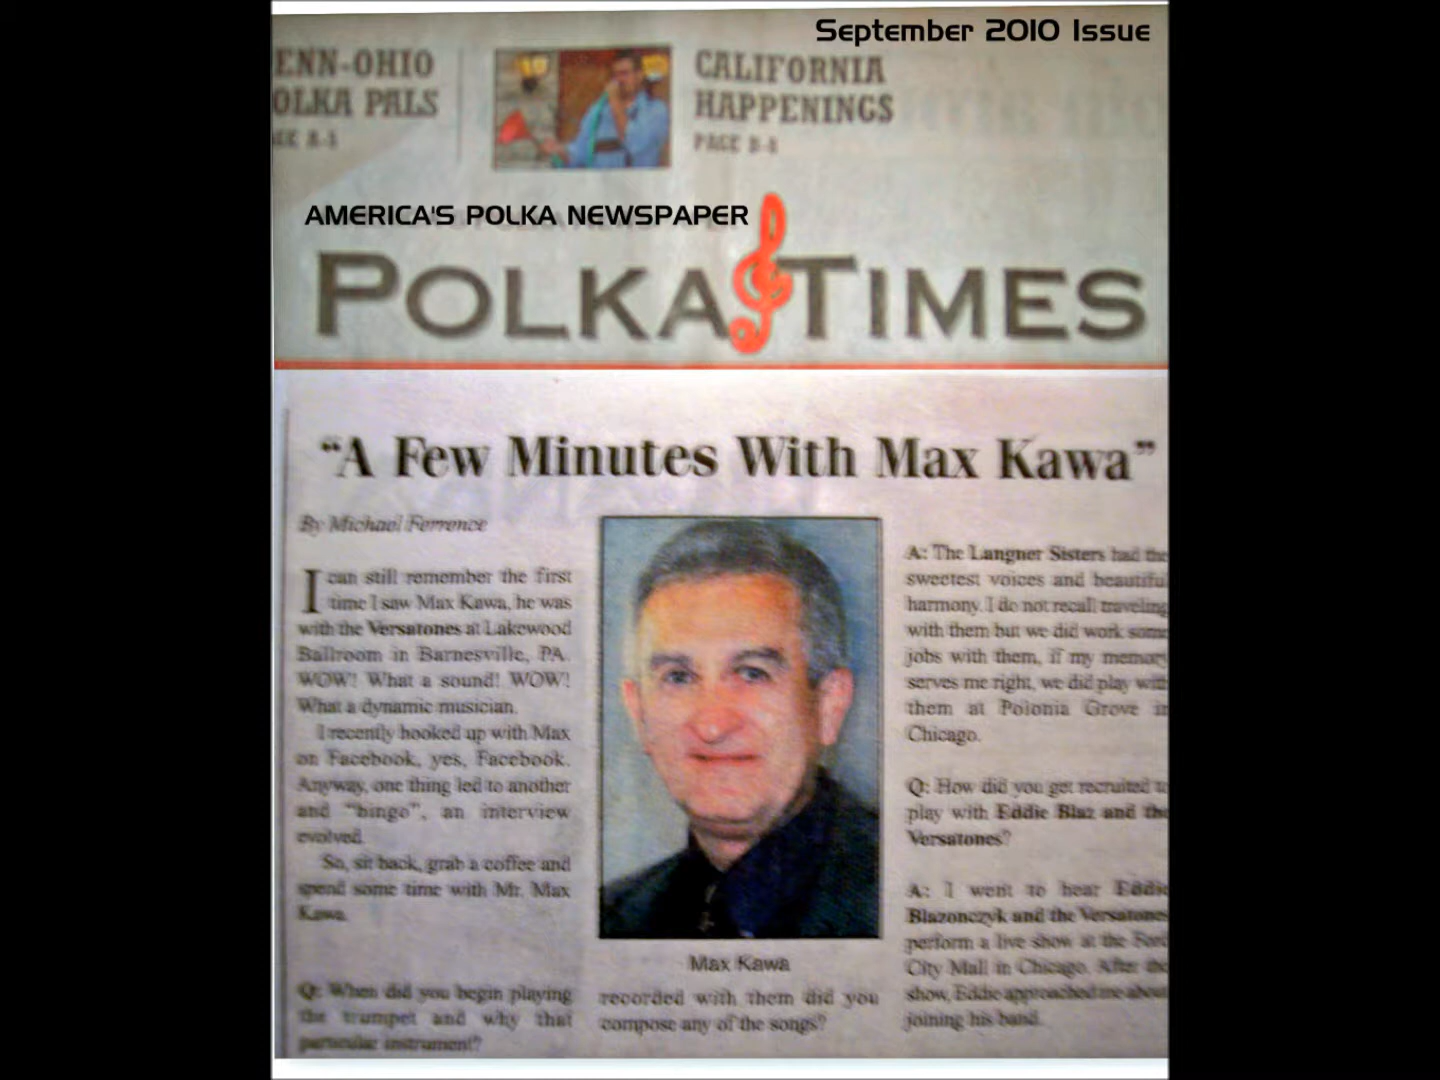 September 2010 Issue
ENN-OHIO
OLKA PALS
CALIFORNIA
HAPPENINGS
PAGE B-8
AMERICA'S POLKA NEWSPAPER
POLKA TIMES
“A Few Minutes With Max Kawa”
By Michael Ferrence
I can still remember the first
time I saw Max Kawa, he was
with the Versatones at Lakewood
Ballroom in Barnesville, PA.
WOW! What a sound! WOW!
What a dynamic musician.
I recently hooked up with Max
on Facebook, yes, Facebook.
Anyway, one thing led to another
and “bingo”, an interview
evolved.
So, sit back, grab a coffee and
spend some time with Mr. Max
Kawa.
Q: When did you begin playing
the trumpet and why that
particular instrument?
Max Kawa
recorded with them did you
compose any of the songs?
A: The Langner Sisters had the
sweetest voices and beautiful
harmony. I do not recall traveling
with them but we did work some
jobs with them, if my memory
serves me right, we did play with
them at Polonia Grove in
Chicago.
Q: How did you get recruited to
play with Eddie Blaz and the
Versatones?
A: I went to hear Eddie
Blazonczyk and the Versatones
perform a live show at the Ford
City Mall in Chicago. After the
show, Eddie approached me about
joining his band.